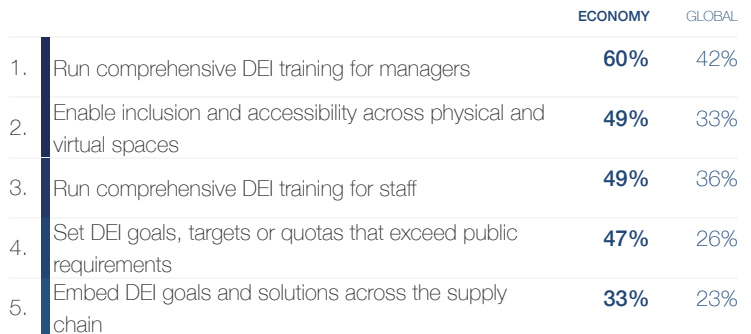 ECONOMY GLOBAL
1. Run comprehensive DEI training for managers 60% 42%
2. Enable inclusion and accessibility across physical and
virtual spaces 49% 33%
3. Run comprehensive DEI training for staff 49% 36%
4. Set DEI goals, targets or quotas that exceed public
requirements 47% 26%
5. Embed DEI goals and solutions across the supply
chain 33% 23%